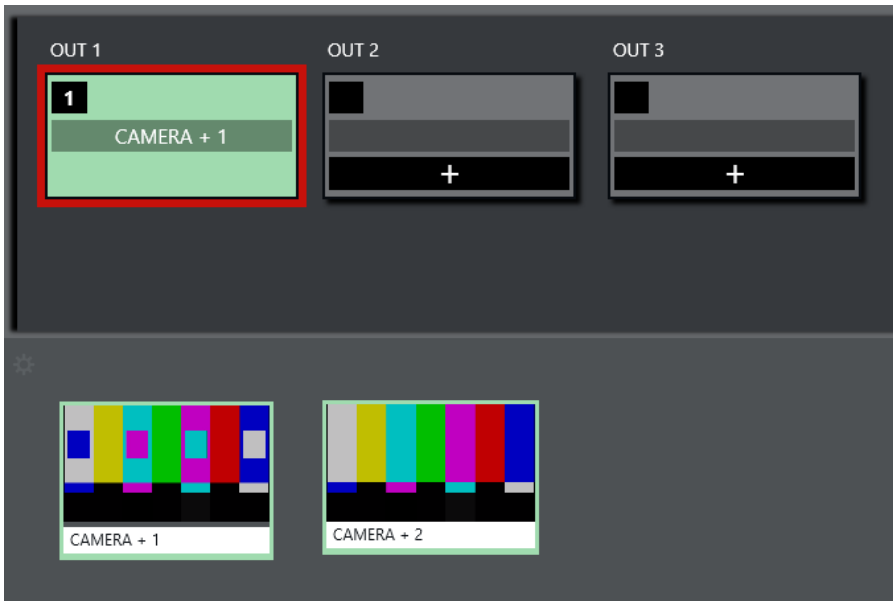 OUT 1
OUT 2
OUT 3
1
CAMERA + 1
+
+
CAMERA + 1
CAMERA + 2